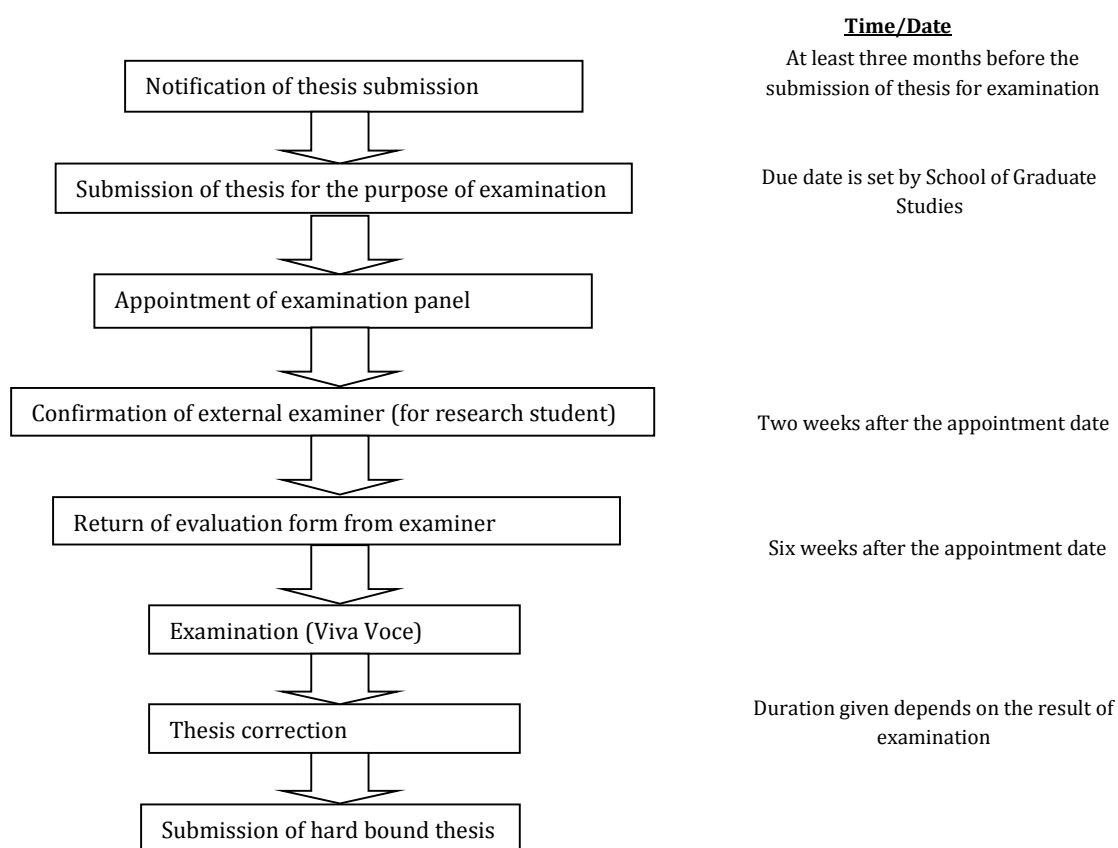 Time/Date
At least three months before the
submission of thesis for examination
Notification of thesis submission
Submission of thesis for the purpose of examination
Due date is set by School of Graduate
Studies
Appointment of examination panel
Confirmation of external examiner (for research student)
Two weeks after the appointment date
Return of evaluation form from examiner
Six weeks after the appointment date
Examination (Viva Voce)
Thesis correction
Duration given depends on the result of
examination
Submission of hard bound thesis